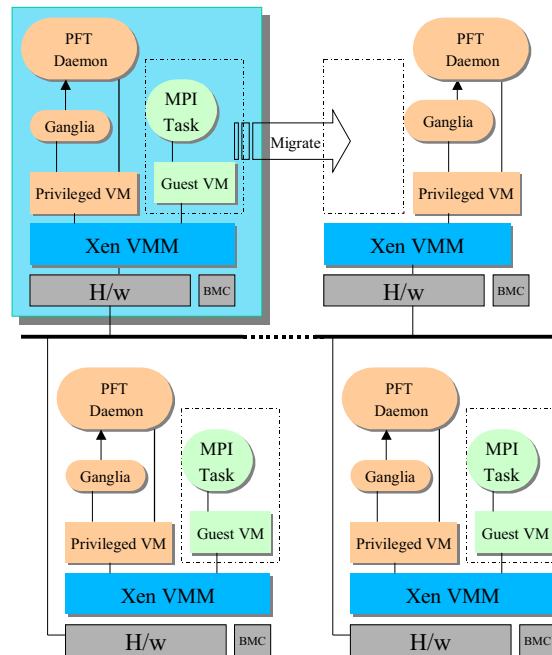 PFT
Daemon
Ganglia
MPI
Task
Privileged VM
Guest VM
Xen VMM
H/w
BMC
Migrate
PFT
Daemon
Ganglia
Privileged VM
Xen VMM
H/w
BMC
PFT
Daemon
Ganglia
MPI
Task
Privileged VM
Guest VM
Xen VMM
H/w
BMC
PFT
Daemon
Ganglia
MPI
Task
Privileged VM
Guest VM
Xen VMM
H/w
BMC